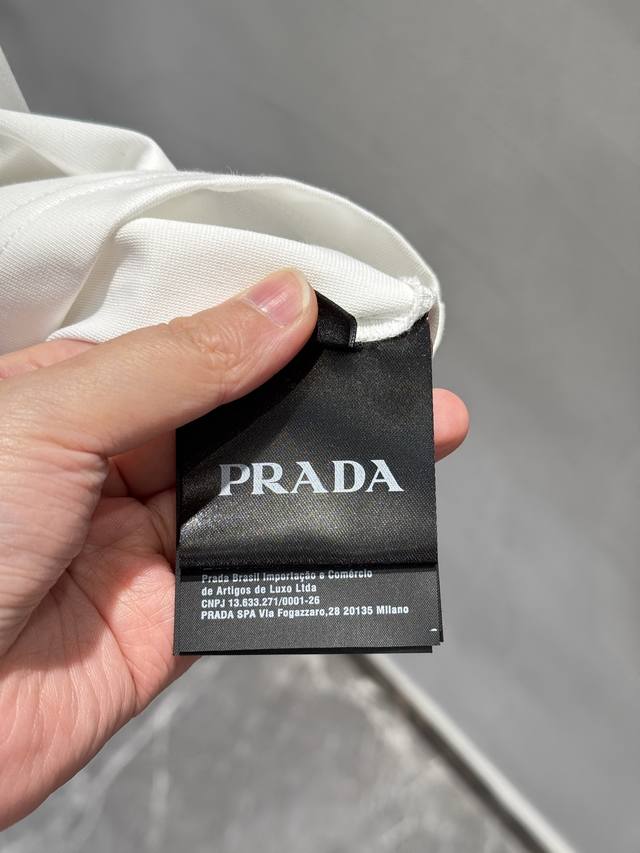 PRADA
Prada Brasil Importação e Comércio
de Artigos de Luxo Ltda
CNPJ 13.633.271/0001-26
PRADA SPA Via Fogazzaro,28 20135 Milano